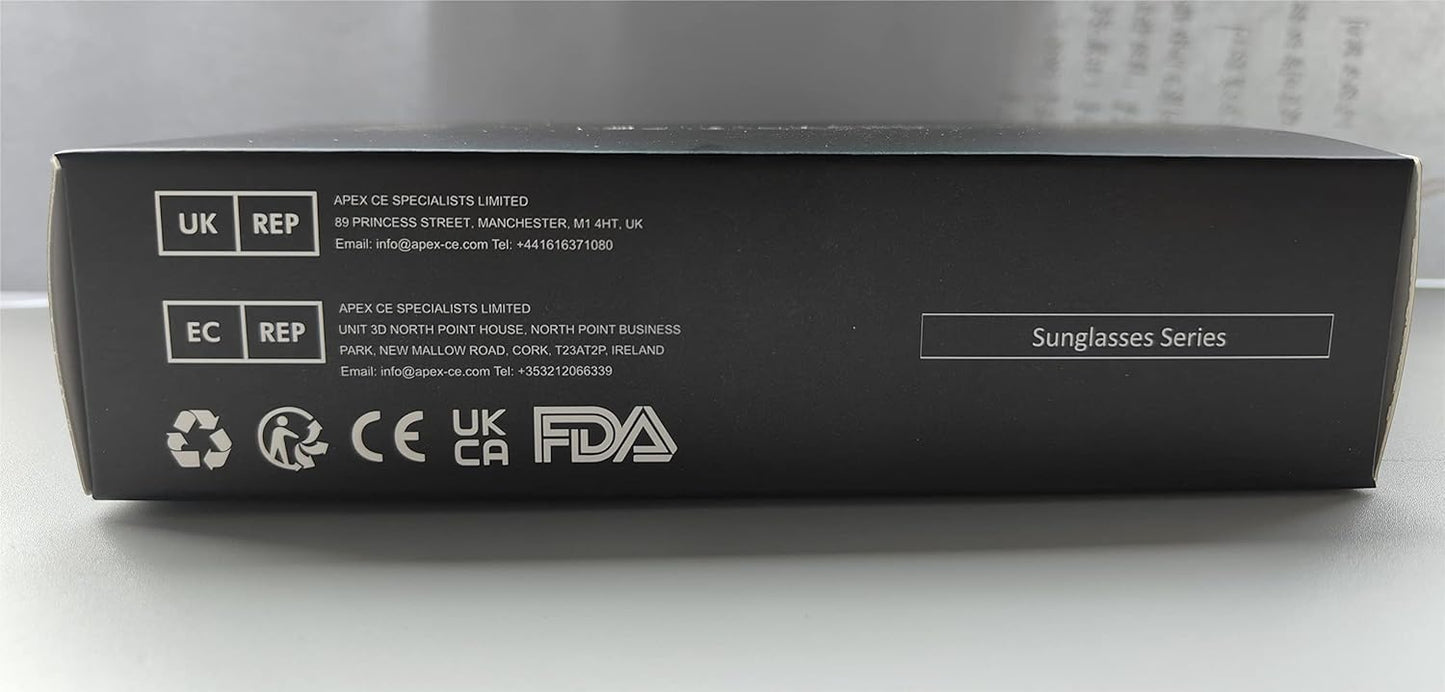 UK REP
APEX CE SPECIALISTS LIMITED
89 PRINCESS STREET, MANCHESTER, M1 4HT, UK
Email: info@apex-ce.com Tel: +441616371080
EC REP
APEX CE SPECIALISTS LIMITED
UNIT 3D NORTH POINT HOUSE, NORTH POINT BUSINESS
PARK, NEW MALLOW ROAD, CORK, T23AT2P, IRELAND
Email: info@apex-ce.com Tel: +353212066339
Sunglasses Series
CE
UK
CA
FDA